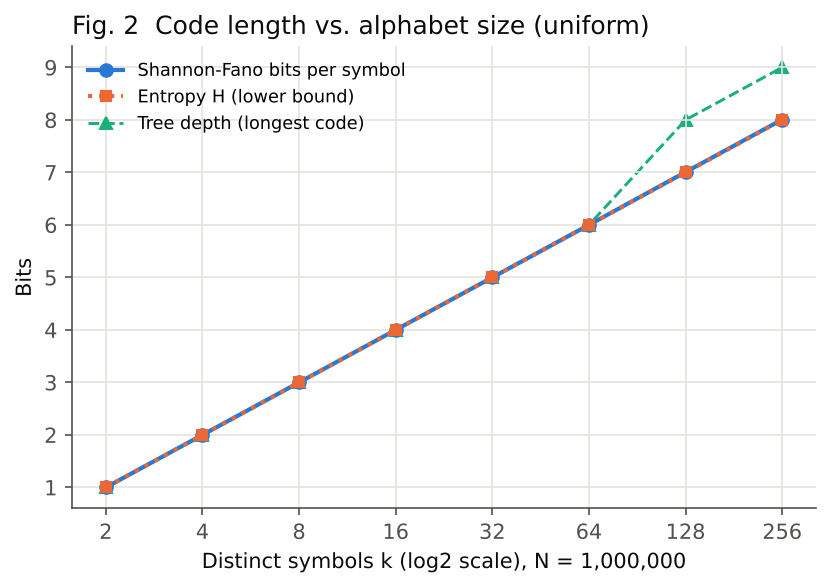 Fig. 2  Code length vs. alphabet size (uniform)
Shannon-Fano bits per symbol
Entropy H (lower bound)
Tree depth (longest code)
9
8
7
6
5
4
3
2
1
Bits
2 4 8 16 32 64 128 256
Distinct symbols k (log2 scale), N = 1,000,000